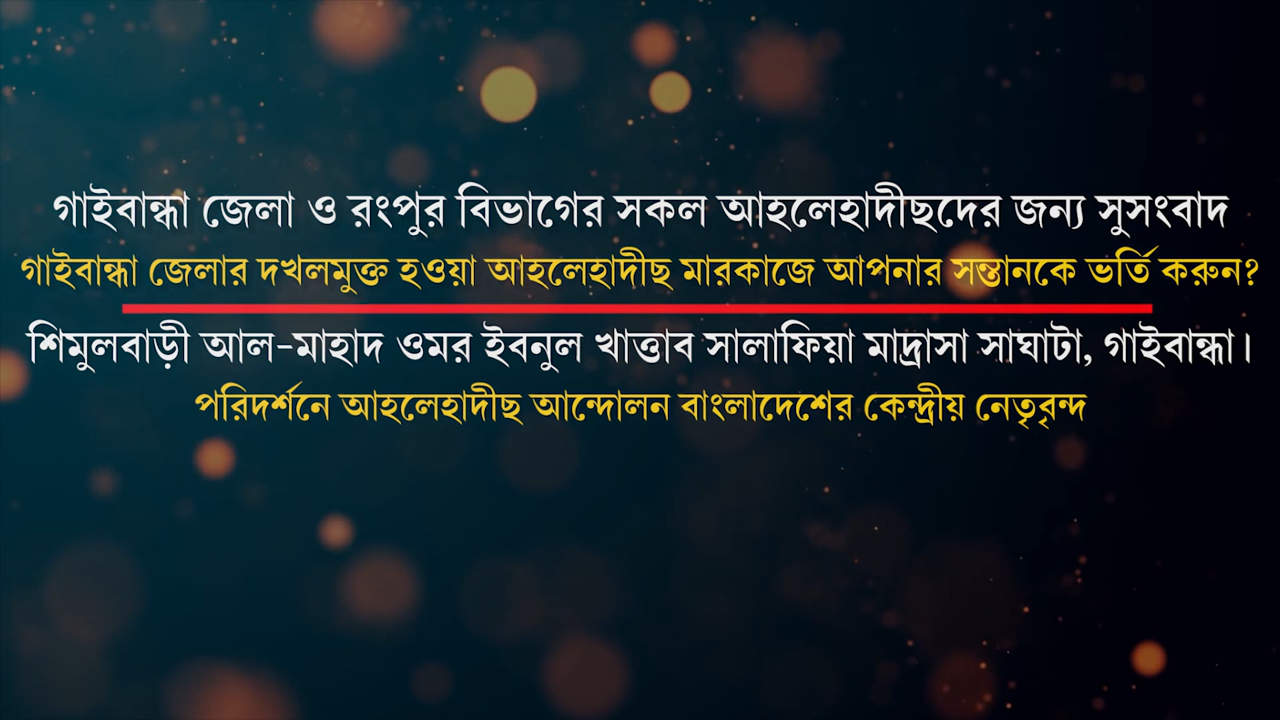 গাইবান্ধা জেলা ও রংপুর বিভাগের সকল আহলেহাদীছদের জন্য সুসংবাদ
গাইবান্ধা জেলার দখলমুক্ত হওয়া আহলেহাদীছ মারকাজে আপনার সন্তানকে ভর্তি করুন?
শিমুলবাড়ী আল-মাহাদ ওমর ইবনুল খাত্তাব সালাফিয়া মাদ্রাসা সাঘাটা, গাইবান্ধা।
পরিদর্শনে আহলেহাদীছ আন্দোলন বাংলাদেশের কেন্দ্রীয় নেতৃবৃন্দ